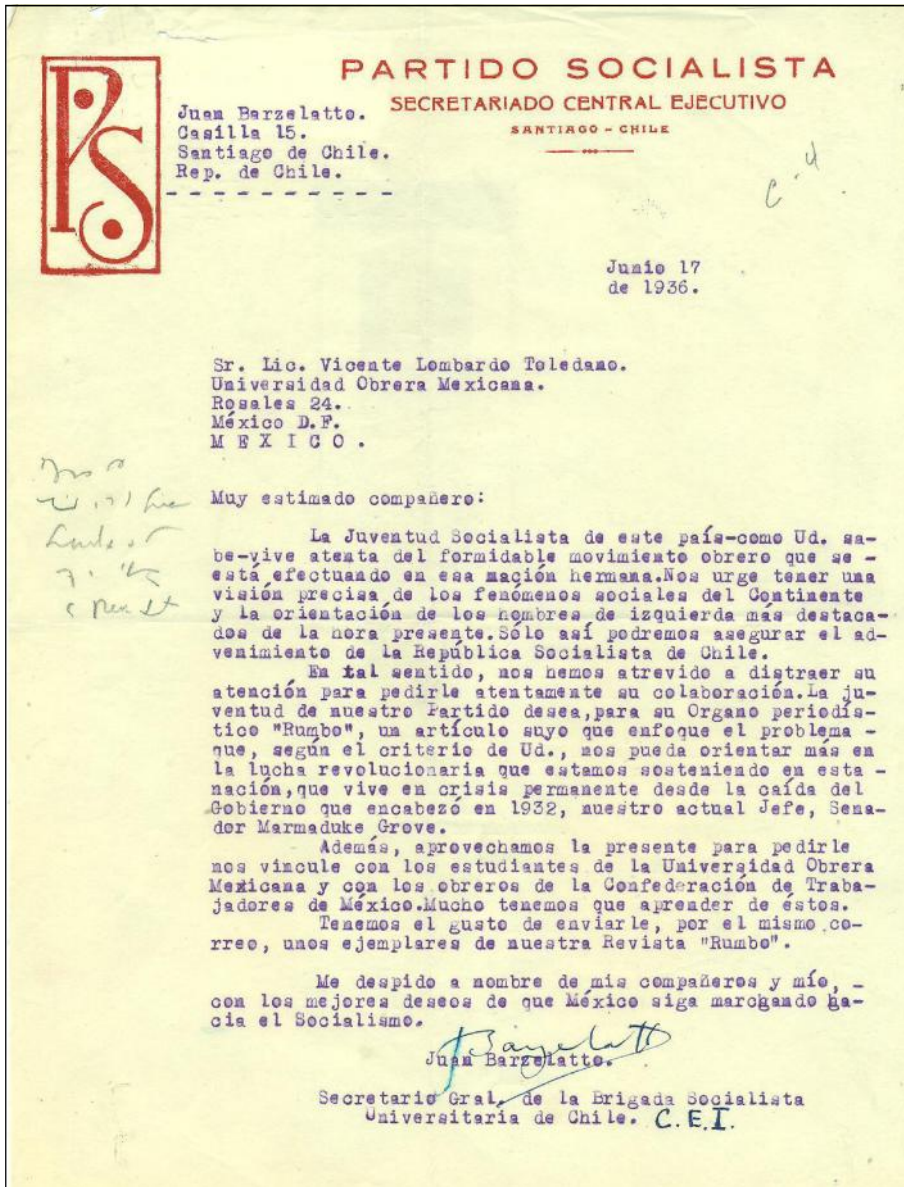 PS
PARTIDO SOCIALISTA
SECRETARIADO CENTRAL EJECUTIVO
SANTIAGO - CHILE
Juan Barzelatto.
Casilla 15.
Santiago de Chile.
Rep. de Chile.
- - - - - - - - - -
Junio 17
de 1936.
Sr. Lic. Vicente Lombardo Toledano.
Universidad Obrera Mexicana.
Rosales 24.
México D.F.
M E X I C O .
Muy estimado compañero:
La Juventud Socialista de este país-como Ud. sa-
be-vive atenta del formidable movimiento obrero que se -
está efectuando en esa nación hermana.Nos urge tener una
visión precisa de los fenómenos sociales del Continente
y la orientación de los hombres de izquierda más destaca-
dos de la hora presente.Sólo así podremos asegurar el ad-
venimiento de la República Socialista de Chile.
En tal sentido, nos hemos atrevido a distraer su
atención para pedirle atentamente su colaboración.La ju-
ventud de nuestro Partido desea,para su Organo periodís-
tico "Rumbo", un artículo suyo que enfoque el problema -
que, según el criterio de Ud., nos pueda orientar más en
la lucha revolucionaria que estamos sosteniendo en esta -
nación,que vive en crisis permanente desde la caída del
Gobierno que encabezó en 1932, nuestro actual Jefe, Sena-
dor Marmaduke Grove.
Además, aprovechamos la presente para pedirle
nos vincule con los estudiantes de la Universidad Obrera
Mexicana y con los obreros de la Confederación de Traba-
jadores de México.Mucho tenemos que aprender de éstos.
Tenemos el gusto de enviarle, por el mismo co-
rreo, unos ejemplares de nuestra Revista "Rumbo".
Me despido a nombre de mis compañeros y mío, -
con los mejores deseos de que México siga marchando ha-
cia el Socialismo.
JBarzelatto
Juan Barzelatto.
Secretario Gral. de la Brigada Socialista
Universitaria de Chile. C.E.I.